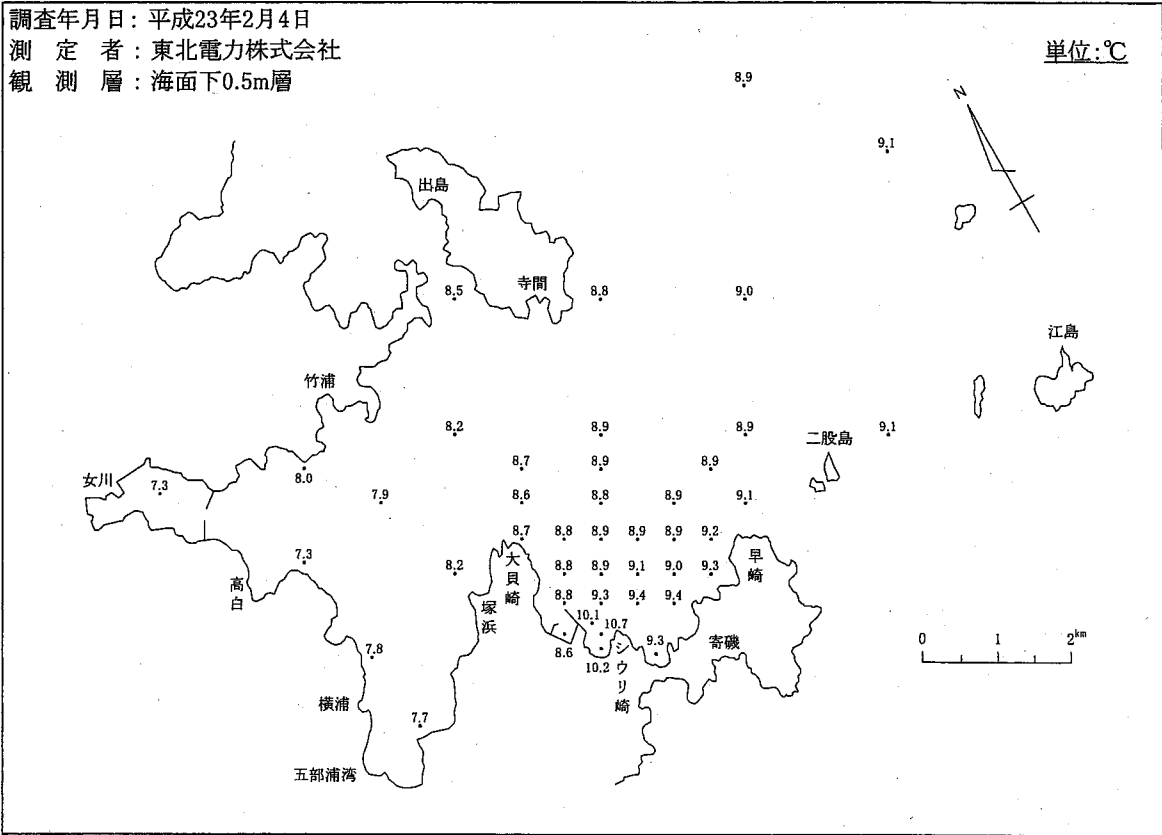 調査年月日：平成23年2月4日
測定者：東北電力株式会社
観測層：海面下0.5m層
単位：℃
8.9
N
9.1
出島
寺間
8.5
8.8
9.0
江島
竹浦
8.2
8.9
8.9
二股島
9.1
8.7
8.9
8.9
女川
7.3
8.0
7.9
8.6
8.8
8.9
9.1
8.7
8.8
8.9
8.9
8.9
9.2
7.3
8.2
大貝崎
8.8
8.9
9.1
9.0
9.3
早崎
高白
塚浜
8.8
9.3
9.4
9.4
10.1
10.7
8.6
10.2
シウリ崎
9.3
寄磯
0 1 2km
7.8
横浦
7.7
五部浦湾